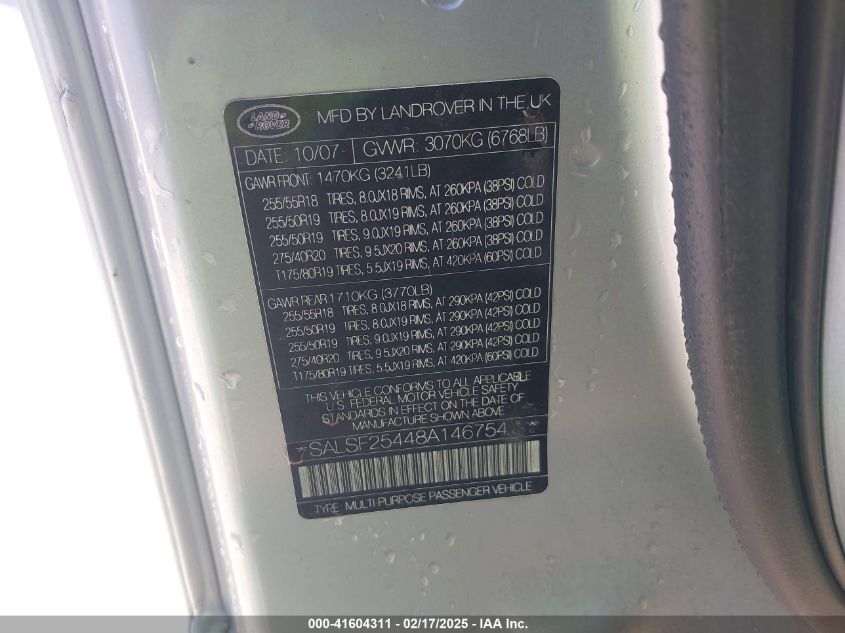 LAND-
ROVER
MFD BY LANDROVER IN THE UK
DATE: 10/07 GVWR: 3070KG (6768LB)
GAWR FRONT: 1470KG (3241LB)
255/55R18 TIRES, 8.0JX18 RIMS, AT 260KPA (38PSI) COLD
255/50R19 TIRES, 8.0JX19 RIMS, AT 260KPA (38PSI) COLD
255/50R19 TIRES, 9.0JX19 RIMS, AT 260KPA (38PSI) COLD
275/40R20 TIRES, 9.5JX20 RIMS, AT 260KPA (38PSI) COLD
T175/80R19 TIRES, 5.5JX19 RIMS, AT 420KPA (60PSI) COLD
GAWR REAR 1710KG (3770LB)
255/55R18 TIRES, 8.0JX18 RIMS, AT 290KPA (42PSI) COLD
255/50R19 TIRES, 8.0JX19 RIMS, AT 290KPA (42PSI) COLD
255/50R19 TIRES, 9.0JX19 RIMS, AT 290KPA (42PSI) COLD
275/40R20 TIRES, 9.5JX20 RIMS, AT 290KPA (42PSI) COLD
T175/80R19 TIRES, 5.5JX19 RIMS, AT 420KPA (60PSI) COLD
THIS VEHICLE CONFORMS TO ALL APPLICABLE
U.S. FEDERAL MOTOR VEHICLE SAFETY
STANDARDS IN EFFECT ON THE DATE OF
MANUFACTURE SHOWN ABOVE
TYPE: MULTI-PURPOSE PASSENGER VEHICLE
000-41604311 - 02/17/2025 - IAA Inc.